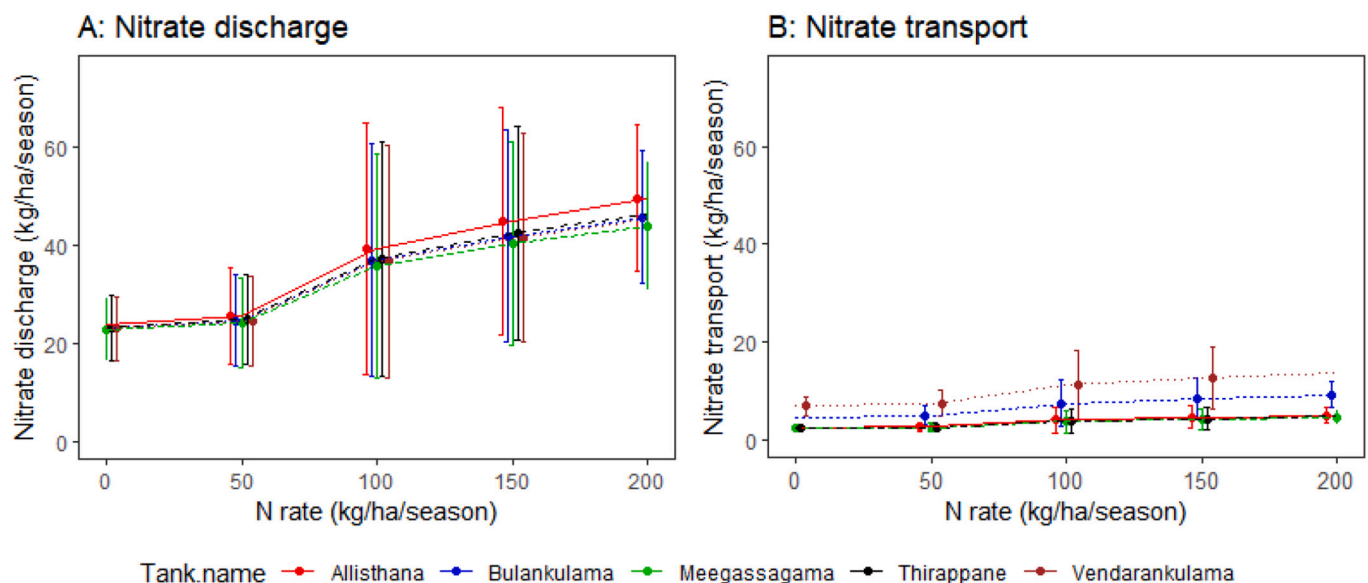 A: Nitrate discharge
Nitrate discharge (kg/ha/season)
60
40
20
0
0 50 100 150 200
N rate (kg/ha/season)
B: Nitrate transport
Nitrate transport (kg/ha/season)
60
40
20
0
0 50 100 150 200
N rate (kg/ha/season)
Tank.name Allisthana Bulankulama Meegassagama Thirappane Vendarankulama